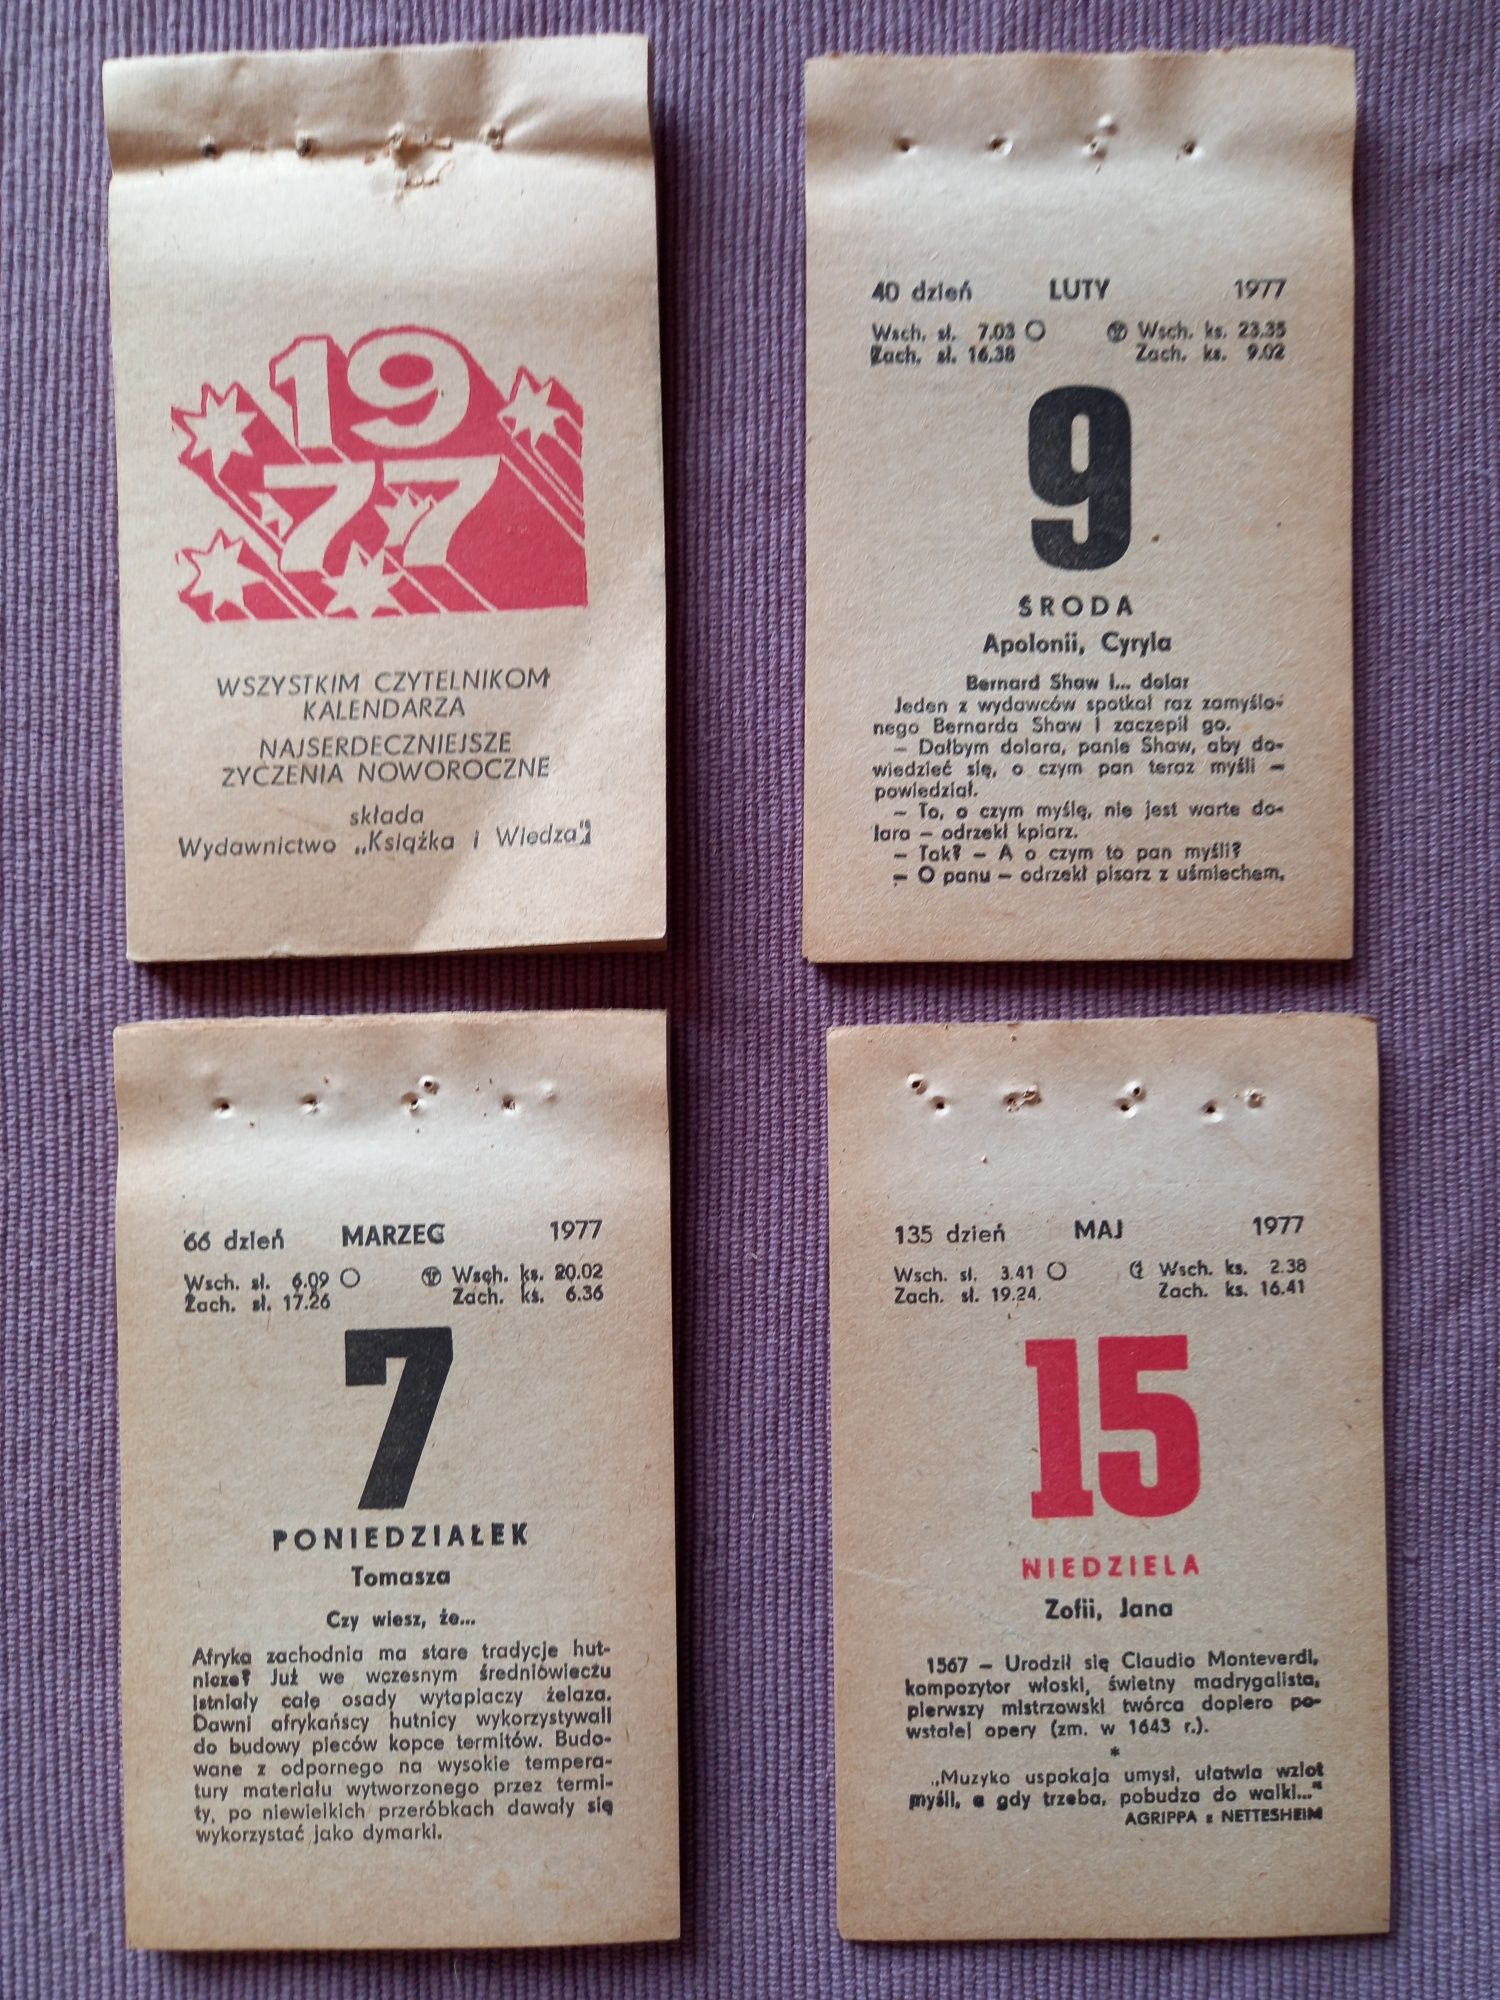 1977
WSZYSTKIM CZYTELNIKOM
KALENDARZA
NAJSERDECZNIEJSZE
ZYCZENIA NOWOROCZNE
składa
Wydawnictwo „Książka i Wiedza"
40 dzień LUTY 1977
Wsch. sł. 7.03 Wsch. ks. 23.35
Zach. sł. 16.38 Zach. ks. 9.02
9
ŚRODA
Apolonii, Cyryla
Bernard Shaw i... dolar
Jeden z wydawców spotkał raz zamyślo-
nego Bernarda Shaw i zaczepił go.
– Dałbym dolara, panie Shaw, aby do-
wiedzieć się, o czym pan teraz myśli –
powiedział.
– To, o czym myślę, nie jest warte do-
lara – odrzekł kpiarz.
– Tak? – A o czym to pan myśli?
– O panu – odrzekł pisarz z uśmiechem.
66 dzień MARZEC 1977
Wsch. sł. 6.09 Wsch. ks. 20.02
Zach. sł. 17.26 Zach. ks. 6.36
7
PONIEDZIAŁEK
Tomasza
Czy wiesz, że...
Afryka zachodnia ma stare tradycje hut-
nicze? Już we wczesnym średniowieczu
istniały całe osady wytapiaczy żelaza.
Dawni afrykańscy hutnicy wykorzystywali
do budowy pieców kopce termitów. Budo-
wane z odpornego na wysokie tempera-
tury materiału wytworzonego przez termi-
ty, po niewielkich przeróbkach dawały się
wykorzystać jako dymarki.
135 dzień MAJ 1977
Wsch. sł. 3.41 Wsch. ks. 2.38
Zach. sł. 19.24 Zach. ks. 16.41
15
NIEDZIELA
Zofii, Jana
1567 – Urodził się Claudio Monteverdi,
kompozytor włoski, świetny madrygalista,
pierwszy mistrzowski twórca dopiero po-
wstałej opery (zm. w 1643 r.).
*
„Muzyka uspokaja umysł, ułatwia wzlot
myśli, a gdy trzeba, pobudza do walki..."
AGRIPPA z NETTESHEIM